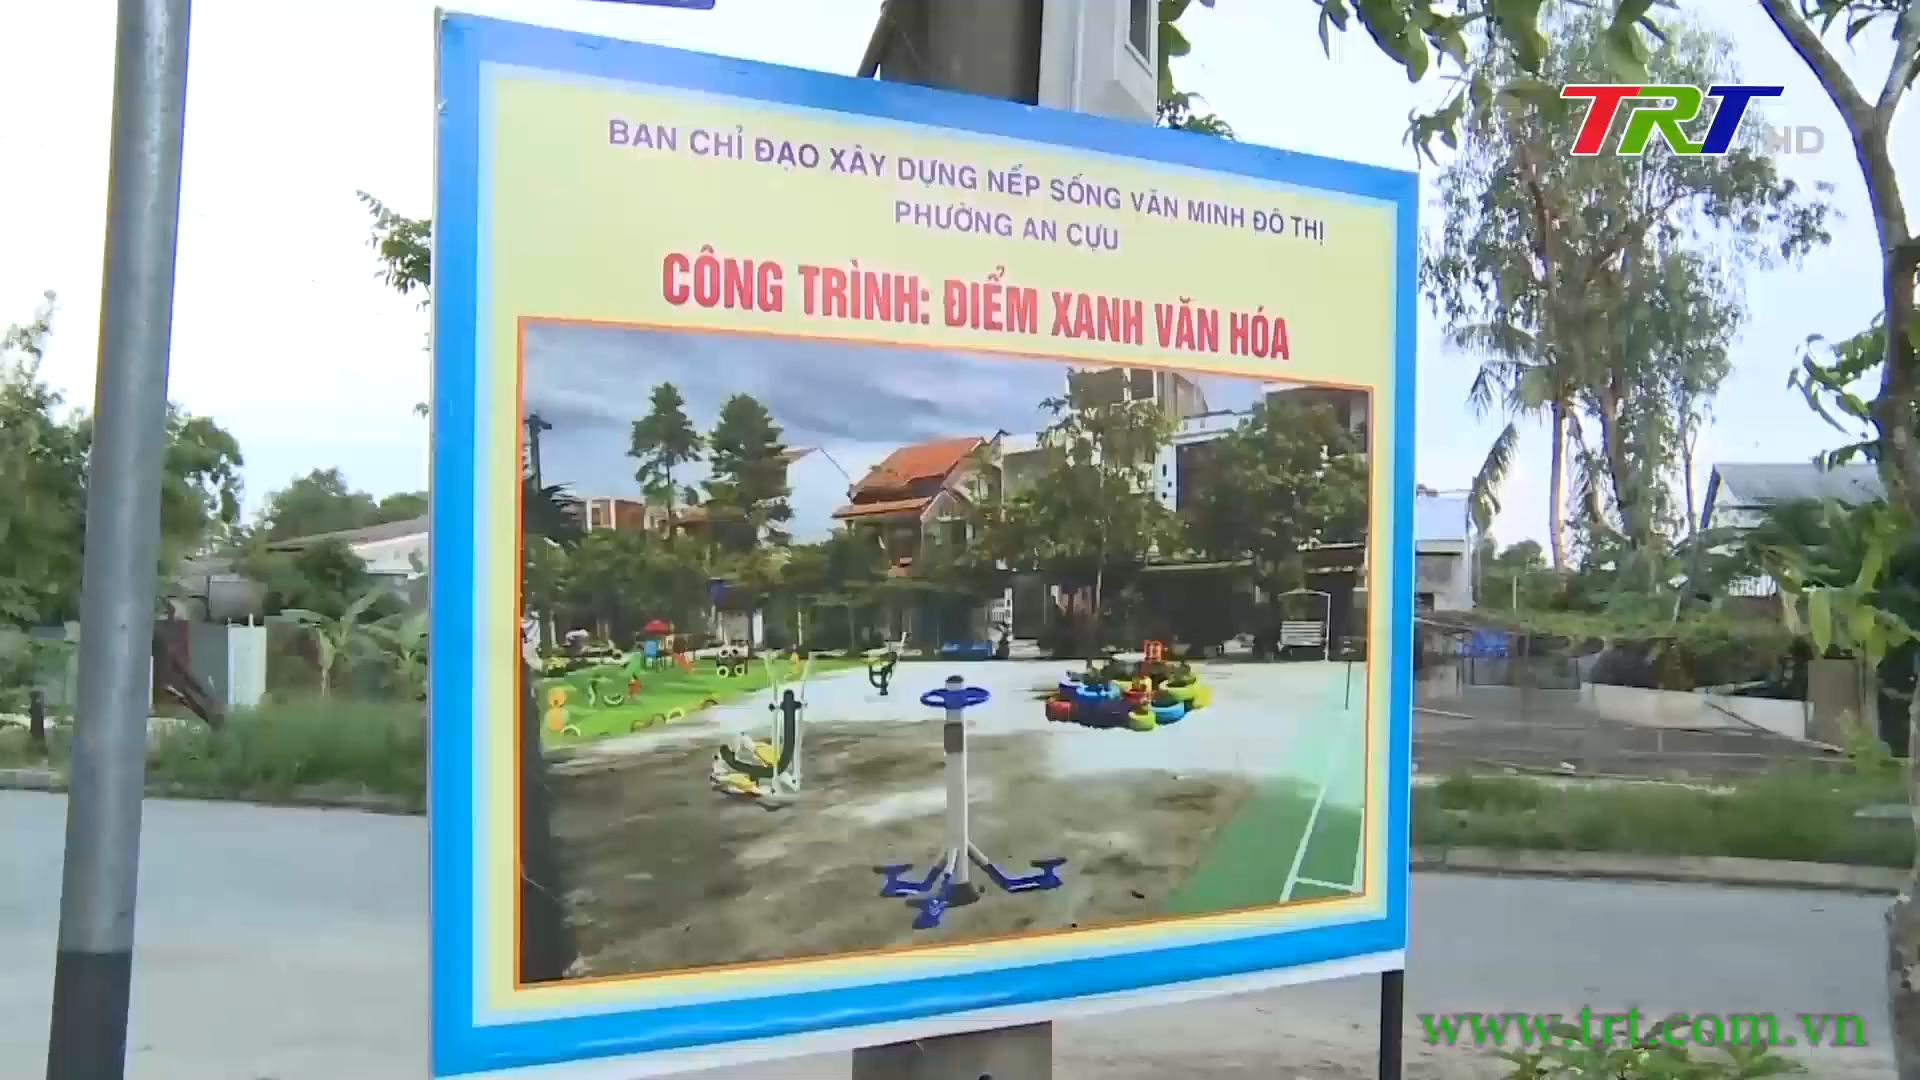 TRT HD
BAN CHỈ ĐẠO XÂY DỰNG NẾP SỐNG VĂN MINH ĐÔ THỊ
PHƯỜNG AN CỰU
CÔNG TRÌNH: ĐIỂM XANH VĂN HÓA
www.trt.com.vn